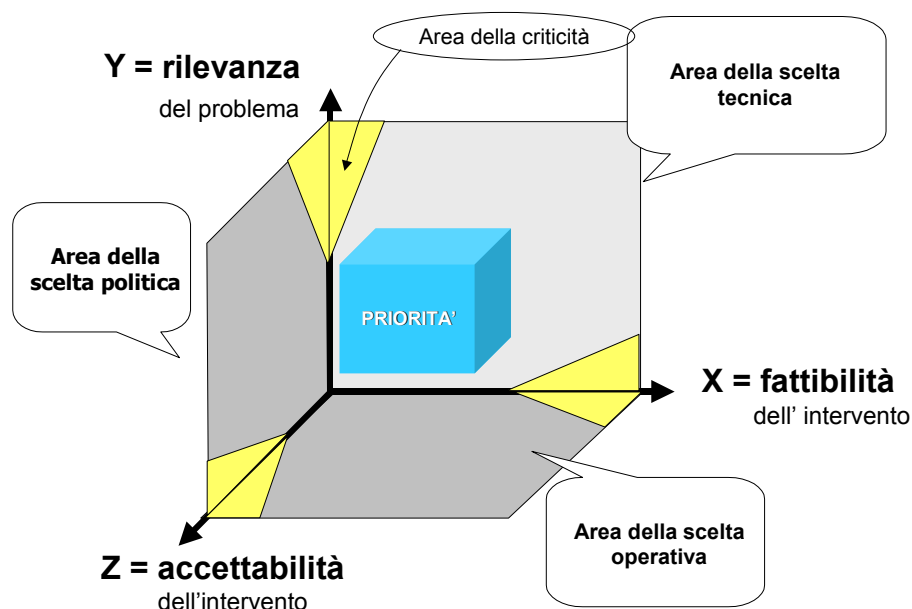 Area della criticità
Y = rilevanza
del problema
Area della scelta
tecnica
Area della
scelta politica
PRIORITA’
X = fattibilità
dell’ intervento
Area della scelta
operativa
Z = accettabilità
dell’intervento